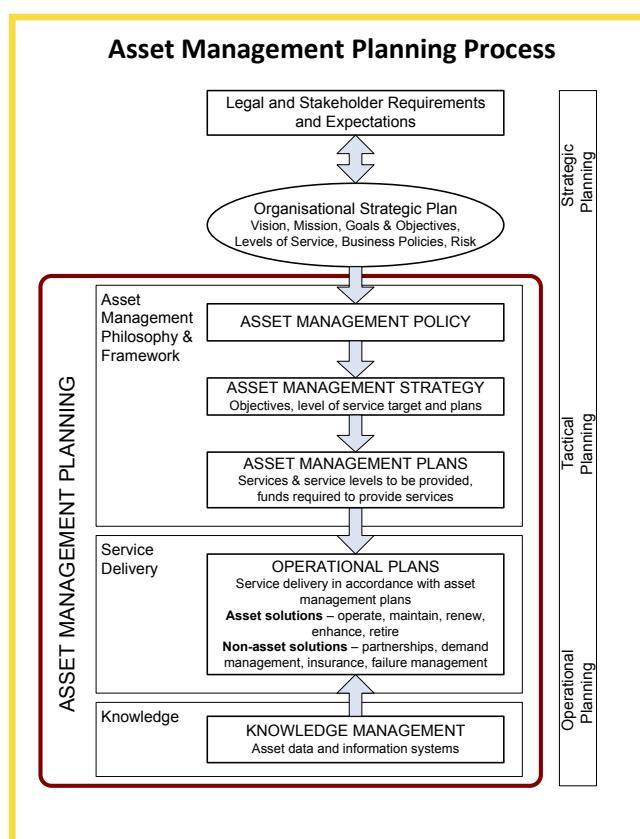 Asset Management Planning Process
Legal and Stakeholder Requirements
and Expectations
Organisational Strategic Plan
Vision, Mission, Goals & Objectives,
Levels of Service, Business Policies, Risk
Strategic
Planning
ASSET MANAGEMENT PLANNING
Asset
Management
Philosophy &
Framework
ASSET MANAGEMENT POLICY
ASSET MANAGEMENT STRATEGY
Objectives, level of service target and plans
ASSET MANAGEMENT PLANS
Services & service levels to be provided,
funds required to provide services
Tactical
Planning
Service
Delivery
OPERATIONAL PLANS
Service delivery in accordance with asset
management plans
Asset solutions – operate, maintain, renew,
enhance, retire
Non-asset solutions – partnerships, demand
management, insurance, failure management
Operational
Planning
Knowledge
KNOWLEDGE MANAGEMENT
Asset data and information systems